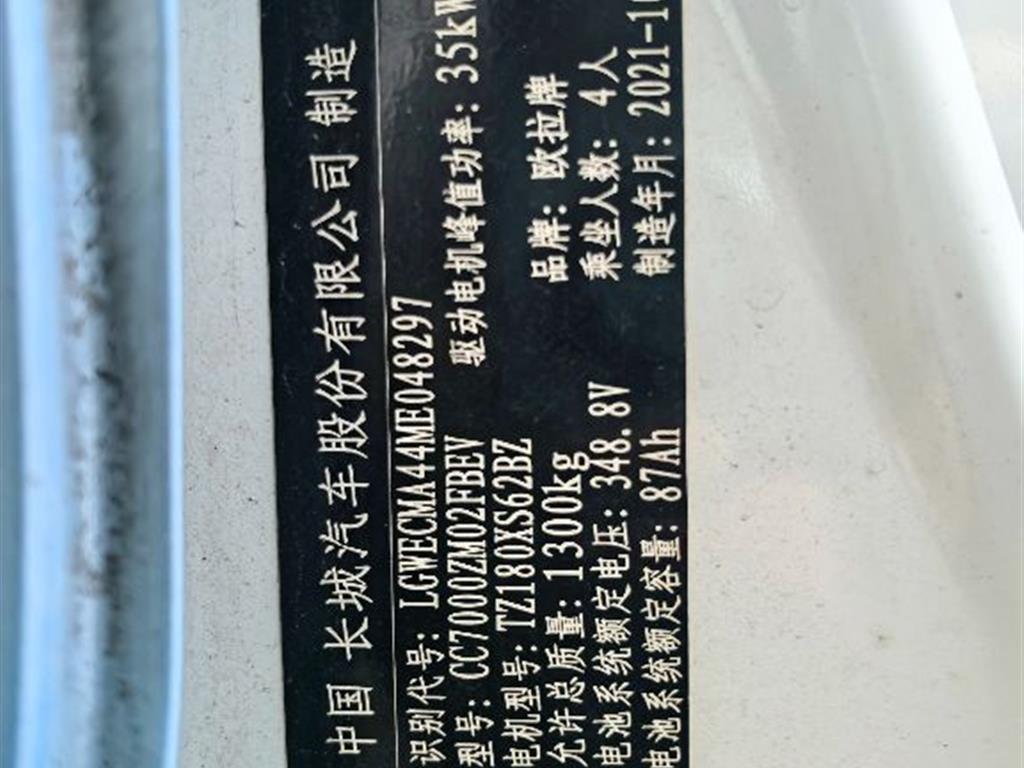 中国 长城汽车股份有限公司 制造
识别代号: LGWECMA44ME048297
型号: CC7000ZM02FBEV 驱动电机峰值功率: 35kW
电机型号: TZ180XS62BZ
允许总质量: 1300kg 品牌: 欧拉牌
电池系统额定电压: 348.8V 乘坐人数: 4人
电池系统额定容量: 87Ah 制造年月: 2021-10